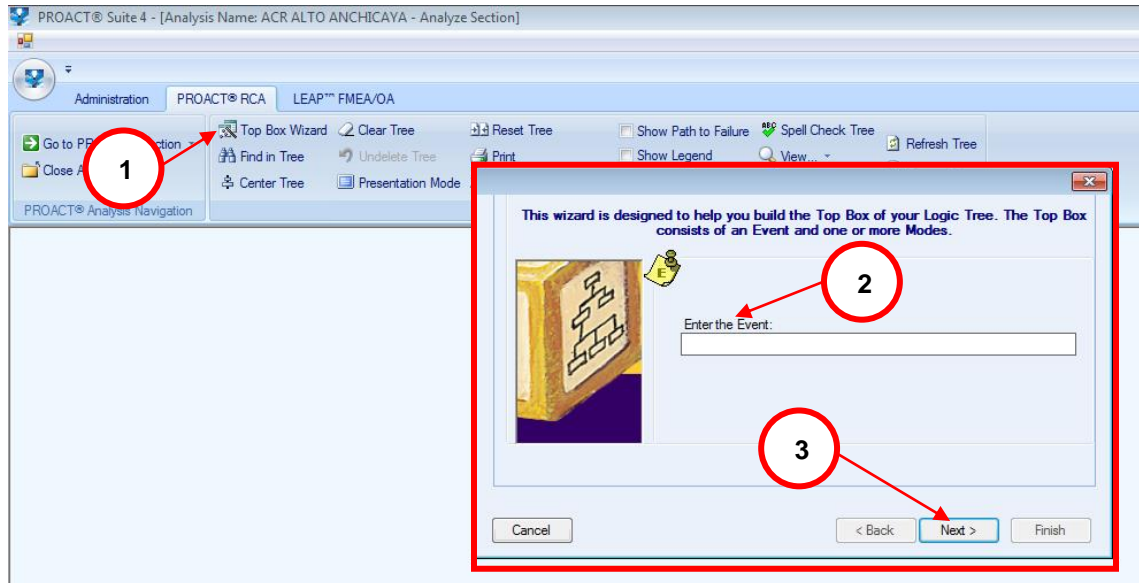 PROACT® Suite 4 - [Analysis Name: ACR ALTO ANCHICAYA - Analyze Section]
Administration PROACT® RCA LEAP™ FMEA/OA
Top Box Wizard Clear Tree Reset Tree Show Path to Failure Spell Check Tree
Refresh Tree
Go to
Find in Tree Undelete Tree Print Show Legend View...
Close
Center Tree Presentation Mode
PROACT® Analysis Navigation
1
This wizard is designed to help you build the Top Box of your Logic Tree. The Top Box
consists of an Event and one or more Modes.
E
2
Enter the Event:
3
Cancel < Back Next > Finish